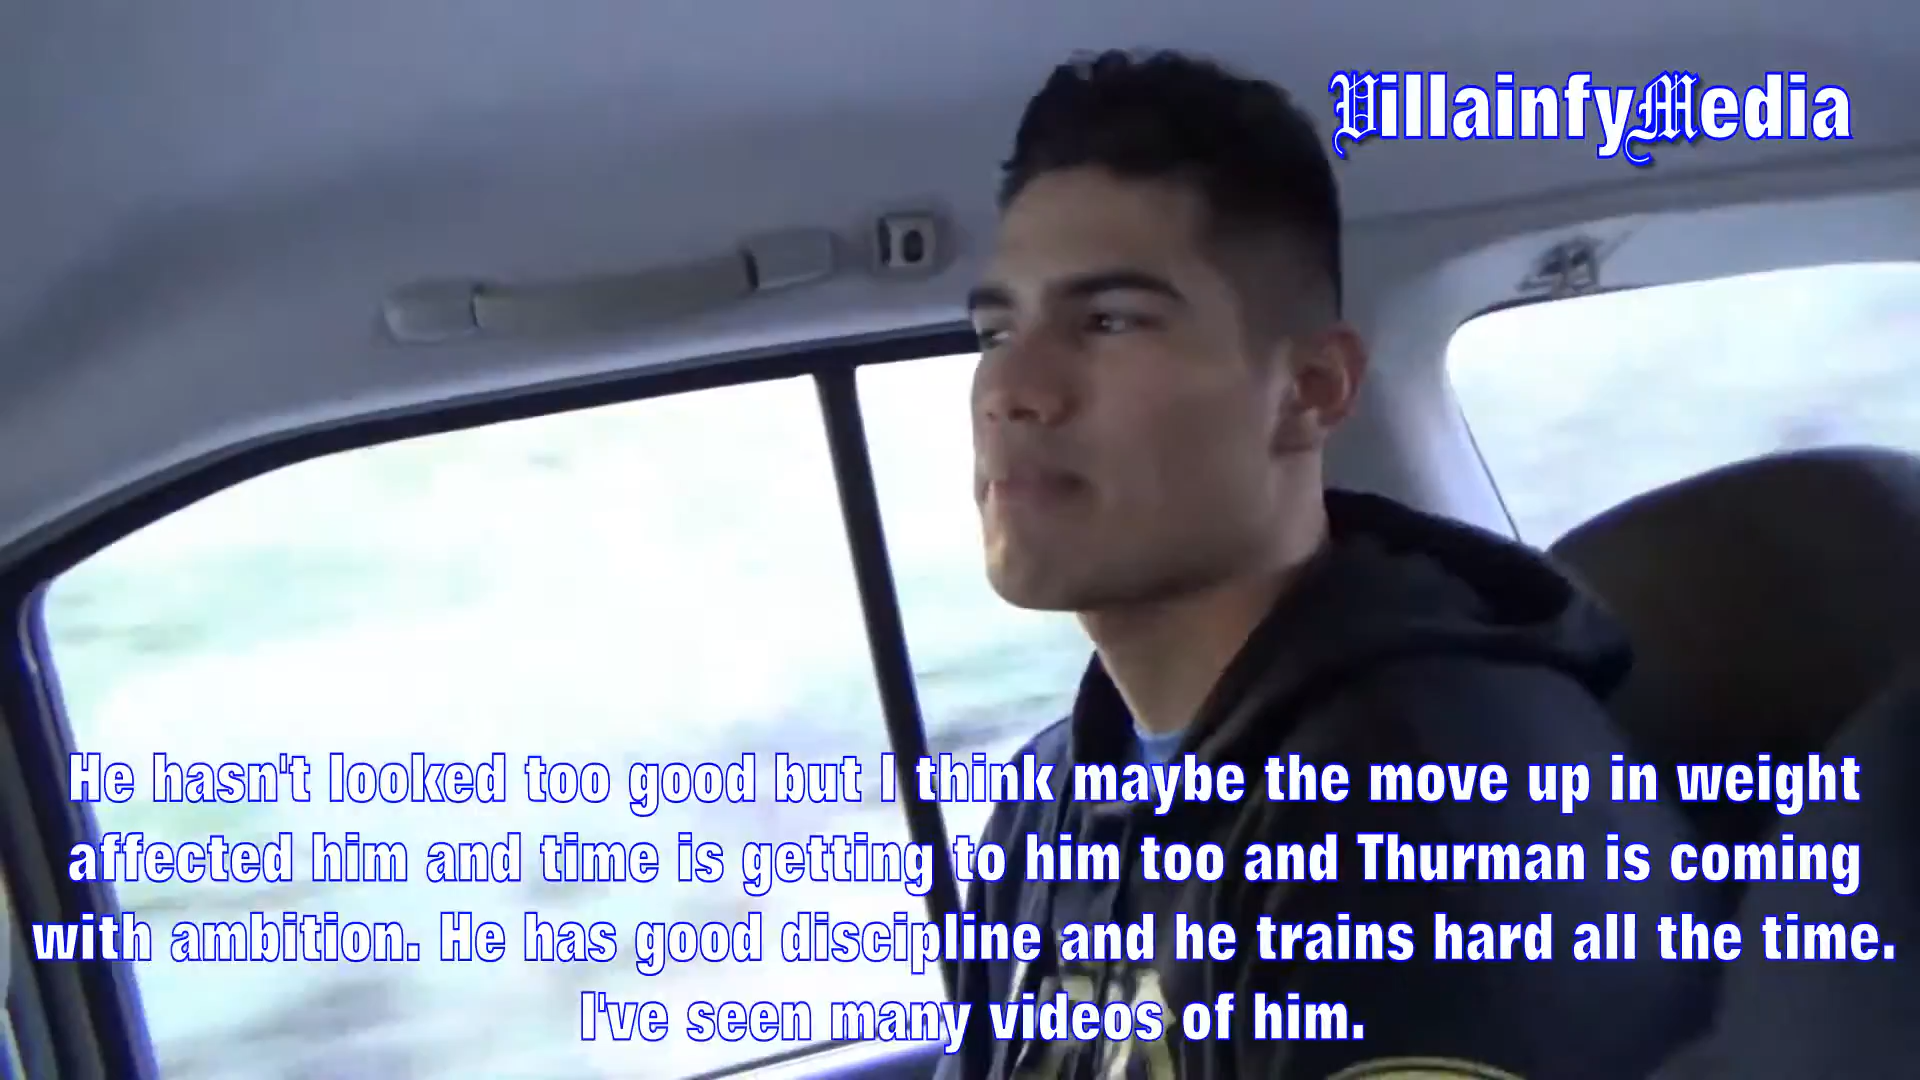 VillainfyMedia
He hasn't looked too good but I think maybe the move up in weight
affected him and time is getting to him too and Thurman is coming
with ambition. He has good discipline and he trains hard all the time.
I've seen many videos of him.